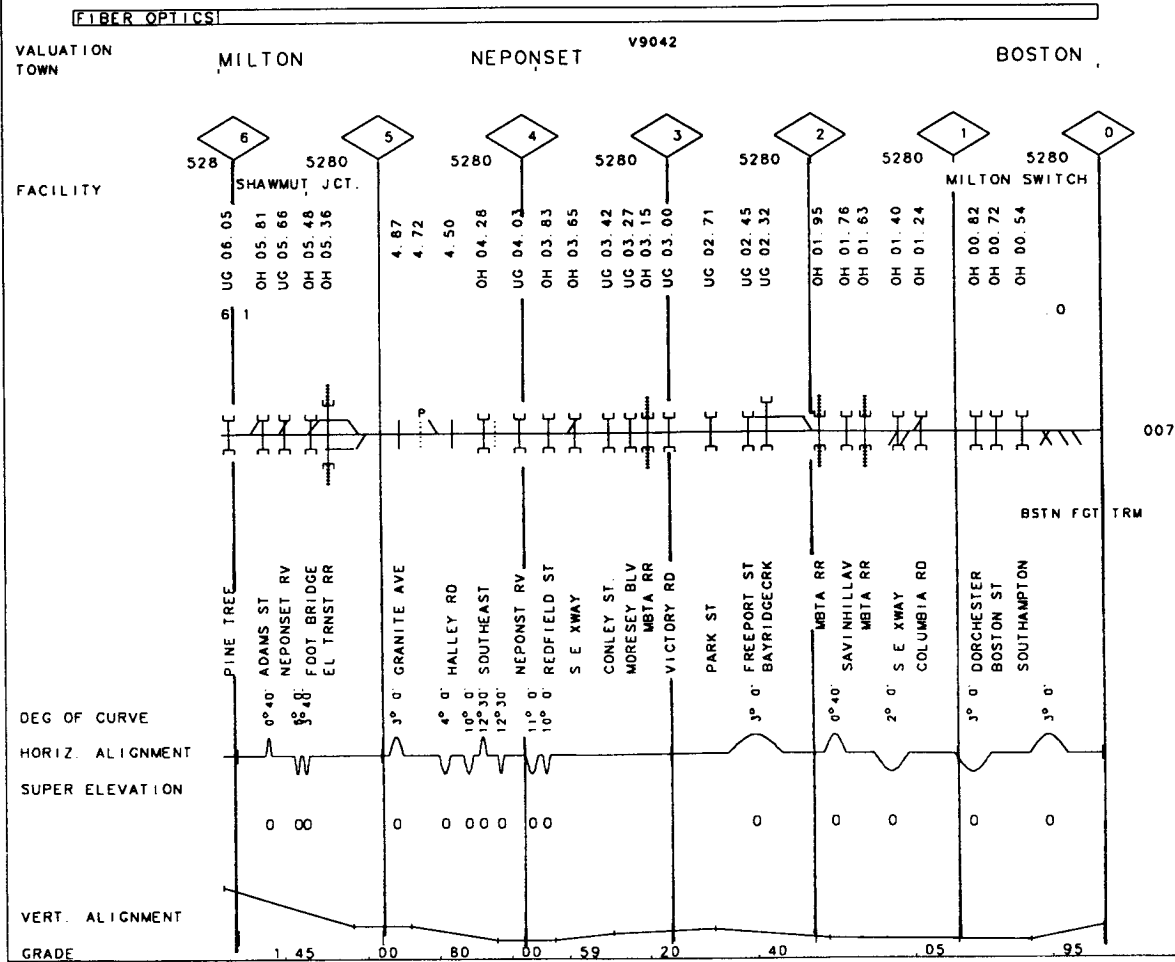 FIBER OPTICS
V9042
VALUATION
TOWN
MILTON NEPONSET BOSTON
6 5 4 3 2 1 0
528 5280 5280 5280 5280 5280 5280
FACILITY
SHAWMUT JCT. MILTON SWITCH
UG 06.05
OH 05.81
UG 05.66
OH 05.48
OH 05.36
4.87
4.72
4.50
OH 04.28
UG 04.03
OH 03.83
OH 03.65
UG 03.42
UG 03.27
OH 03.15
UG 03.00
UG 02.71
UG 02.45
UG 02.32
OH 01.95
OH 01.76
OH 01.63
OH 01.40
OH 01.24
OH 00.82
OH 00.72
OH 00.54
6 1 0
P
007
BSTN FGT TRM
PINE TREE
ADAMS ST
NEPONSET RV
FOOT BRIDGE
EL TRNST RR
GRANITE AVE
HALLEY RD
SOUTHEAST
NEPONST RV
REDFIELD ST
S E XWAY
CONLEY ST.
MORESEY BLV
MBTA RR
VICTORY RD
PARK ST
FREEPORT ST
BAYRIDGECRK
MBTA RR
SAVINHILLAV
MBTA RR
S E XWAY
COLUMBIA RD
DORCHESTER
BOSTON ST
SOUTHAMPTON
DEG OF CURVE
0° 40' 3° 40' 3° 0' 4° 0' 10° 0' 12° 30' 12° 30' 11° 0' 10° 0' 3° 0' 0° 40' 2° 0' 3° 0' 3° 0'
HORIZ. ALIGNMENT
SUPER ELEVATION
0 00 0 0 0 0 0 0 0 0 0 0 0 0
VERT. ALIGNMENT
GRADE 1.45 .00 .80 .00 .59 .20 .40 .05 .95